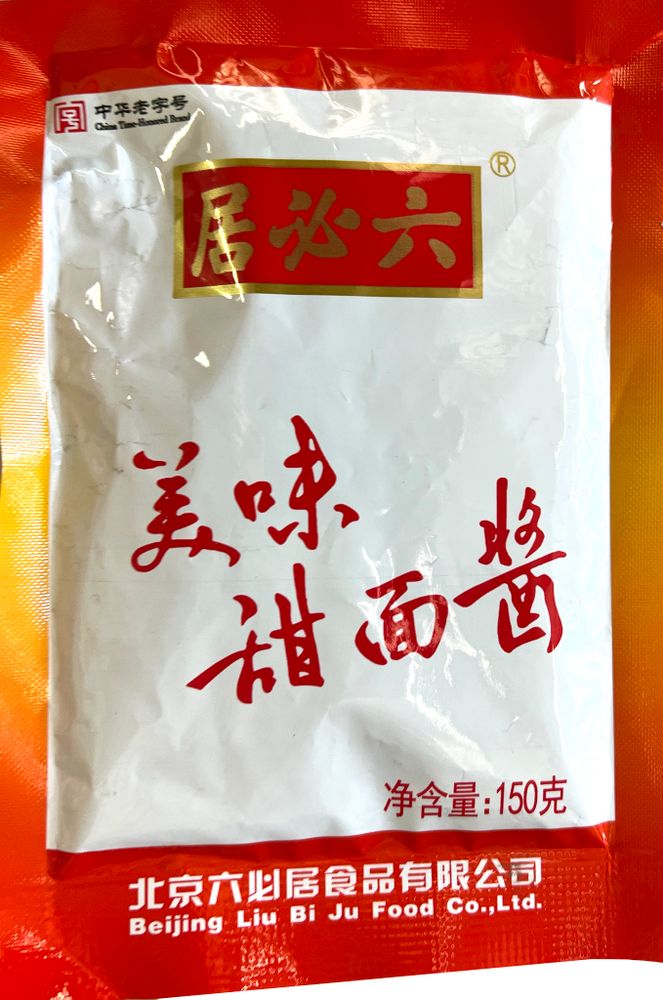 中华老字号
China Time-Honored Brand
®
居必六
美味
甜面酱
净含量:150克
北京六必居食品有限公司
Beijing Liu Bi Ju Food Co.,Ltd.